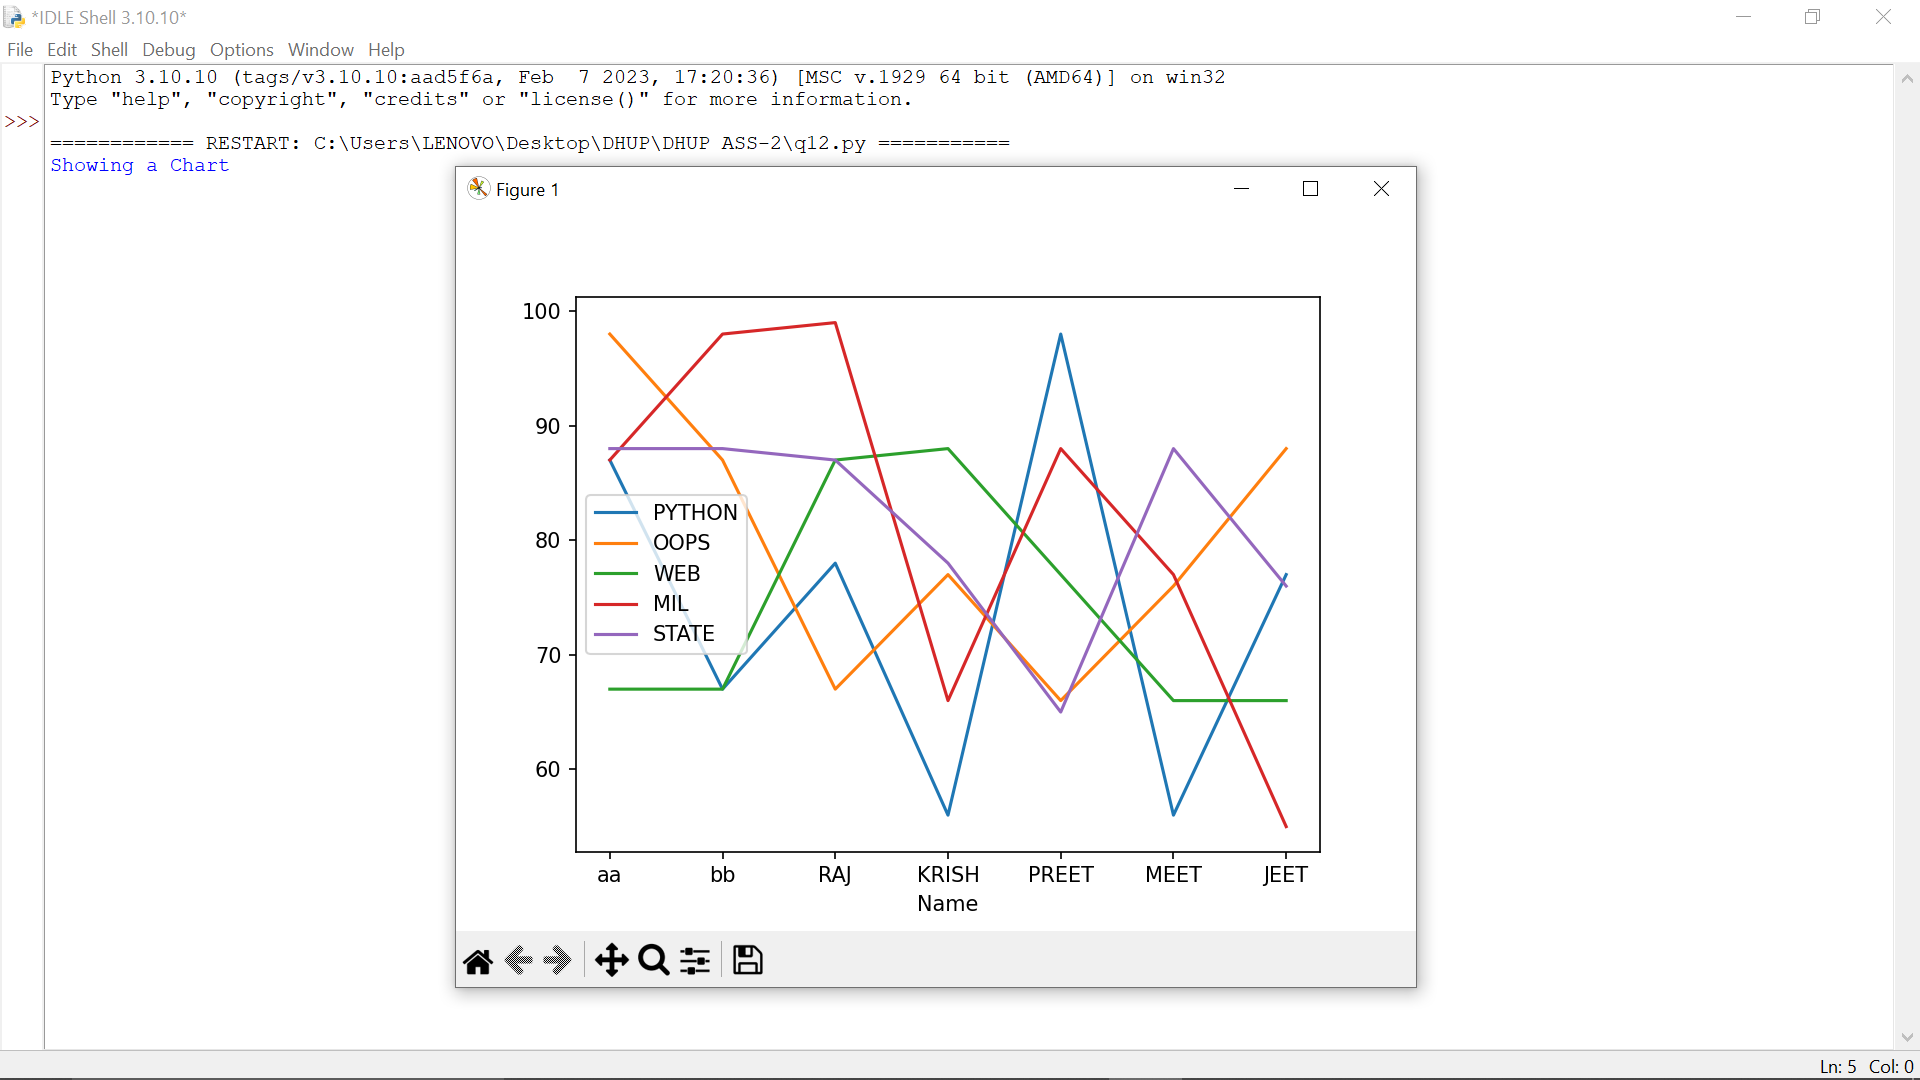 *IDLE Shell 3.10.10*
File Edit Shell Debug Options Window Help
Python 3.10.10 (tags/v3.10.10:aad5f6a, Feb  7 2023, 17:20:36) [MSC v.1929 64 bit (AMD64)] on win32
Type "help", "copyright", "credits" or "license()" for more information.
>>>
============ RESTART: C:\Users\LENOVO\Desktop\DHUP\DHUP ASS-2\q12.py ===========
Showing a Chart
Figure 1
100
90
80
70
60
PYTHON
OOPS
WEB
MIL
STATE
aa bb RAJ KRISH PREET MEET JEET
Name
Ln: 5 Col: 0